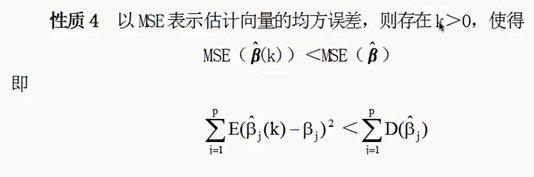 性质 4 以 MSE 表示估计向量的均方误差，则存在 k＞0，使得
MSE（β̂(k)）＜MSE（β̂）
即
∑_{j=1}^{p} E(β̂_j(k)−β_j)² < ∑_{j=1}^{p} D(β̂_j)